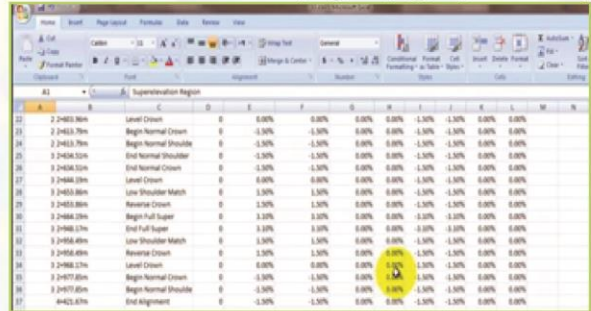 Home Insert Page Layout Formulas Data Review View
Cut
Copy
Format Painter
Paste
Calibri 11
Wrap Text
Merge & Center
General
Conditional Formatting
Format as Table
Cell Styles
Insert Delete Format
AutoSum
Fill
Clear
Sort
Clipboard Font Alignment Number Styles Cells Editing
A1 Superelevation Region
A B C D E F G H I J K L M N
22 2 2+603.96m Level Crown 0 0.00% 0.00% 0.00% 0.00% -1.50% -1.50% 0.00% 0.00%
23 2 2+613.79m Begin Normal Crown 0 -1.50% -1.50% 0.00% 0.00% -1.50% -1.50% 0.00% 0.00%
24 2 2+613.79m Begin Normal Shoulde 0 -1.50% -1.50% 0.00% 0.00% -1.50% -1.50% 0.00% 0.00%
25 3 2+634.51m End Normal Shoulder 0 -1.50% -1.50% 0.00% 0.00% -1.50% -1.50% 0.00% 0.00%
26 3 2+634.51m End Normal Crown 0 -1.50% -1.50% 0.00% 0.00% -1.50% -1.50% 0.00% 0.00%
27 3 2+644.19m Level Crown 0 0.00% 0.00% 0.00% 0.00% -1.50% -1.50% 0.00% 0.00%
28 3 2+653.86m Low Shoulder Match 0 1.50% 1.50% 0.00% 0.00% -1.50% -1.50% 0.00% 0.00%
29 3 2+653.86m Reverse Crown 0 1.50% 1.50% 0.00% 0.00% -1.50% -1.50% 0.00% 0.00%
30 3 2+664.19m Begin Full Super 0 3.10% 3.10% 0.00% 0.00% -3.10% -3.10% 0.00% 0.00%
31 3 2+948.17m End Full Super 0 3.10% 3.10% 0.00% 0.00% -3.10% -3.10% 0.00% 0.00%
32 3 2+958.49m Low Shoulder Match 0 1.50% 1.50% 0.00% 0.00% -1.50% -1.50% 0.00% 0.00%
33 3 2+958.49m Reverse Crown 0 1.50% 1.50% 0.00% 0.00% -1.50% -1.50% 0.00% 0.00%
34 3 2+968.17m Level Crown 0 0.00% 0.00% 0.00% 0.00% -1.50% -1.50% 0.00% 0.00%
35 3 2+977.85m Begin Normal Crown 0 -1.50% -1.50% 0.00% 0.00% -1.50% -1.50% 0.00% 0.00%
36 3 2+977.85m Begin Normal Shoulde 0 -1.50% -1.50% 0.00% 0.00% -1.50% -1.50% 0.00% 0.00%
37 4+421.67m End Alignment 0 -1.50% -1.50% 0.00% 0.00% -1.50% -1.50% 0.00% 0.00%